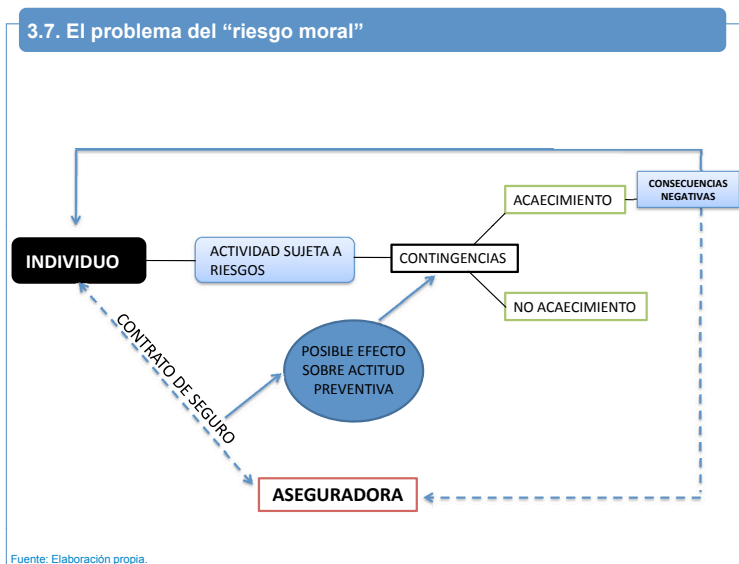 3.7. El problema del “riesgo moral”
CONSECUENCIAS
NEGATIVAS
ACAECIMIENTO
INDIVIDUO
ACTIVIDAD SUJETA A
RIESGOS
CONTINGENCIAS
NO ACAECIMIENTO
CONTRATO DE SEGURO
POSIBLE EFECTO
SOBRE ACTITUD
PREVENTIVA
ASEGURADORA
Fuente: Elaboración propia.